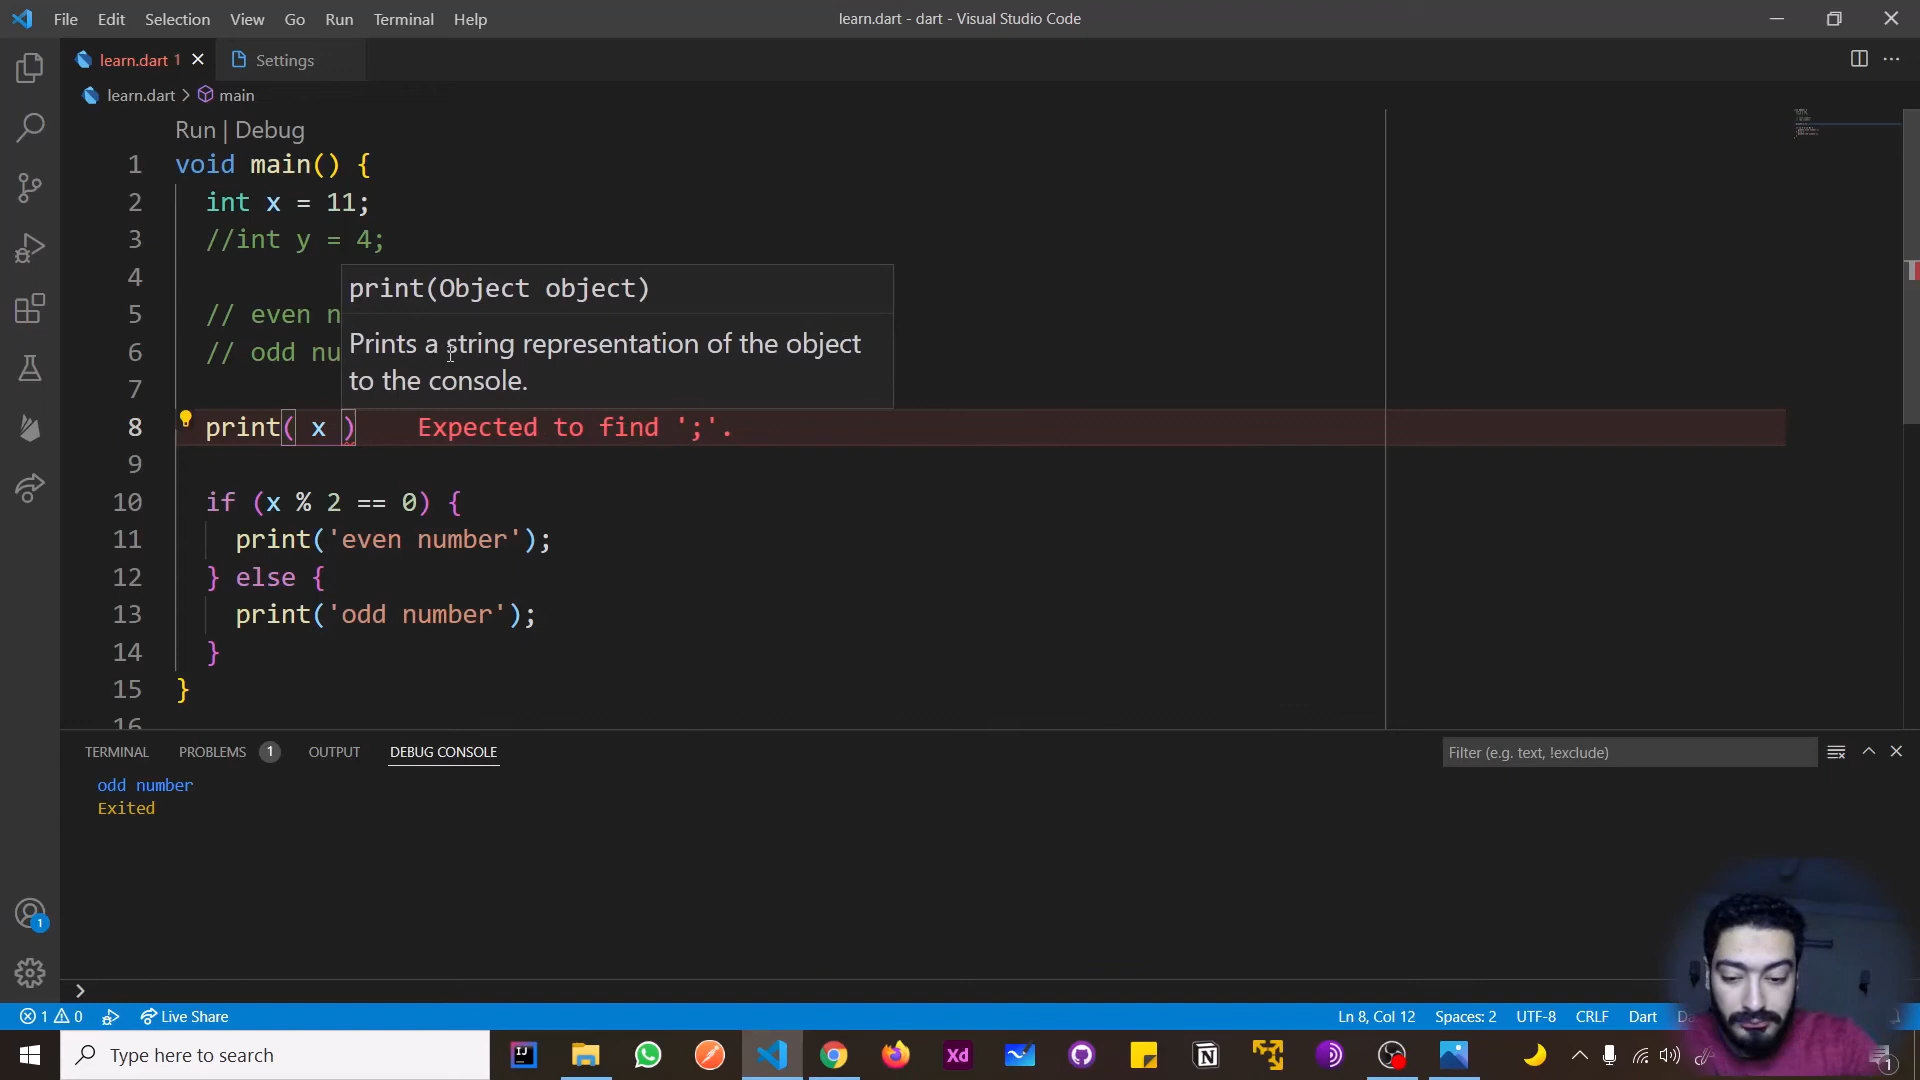 File Edit Selection View Go Run Terminal Help
learn.dart - dart - Visual Studio Code
learn.dart 1
Settings
learn.dart > main
Run | Debug
1 void main() {
2 int x = 11;
3 //int y = 4;
4
5 // even n
6 // odd nu
print(Object object)
Prints a string representation of the object
to the console.
7
8 print( x ) Expected to find ';'.
9
10 if (x % 2 == 0) {
11 print('even number');
12 } else {
13 print('odd number');
14 }
15 }
16
TERMINAL PROBLEMS 1 OUTPUT DEBUG CONSOLE
Filter (e.g. text, !exclude)
odd number
Exited
1
1 0 Live Share
Ln 8, Col 12 Spaces: 2 UTF-8 CRLF Dart
Type here to search
IJ
Xd
1